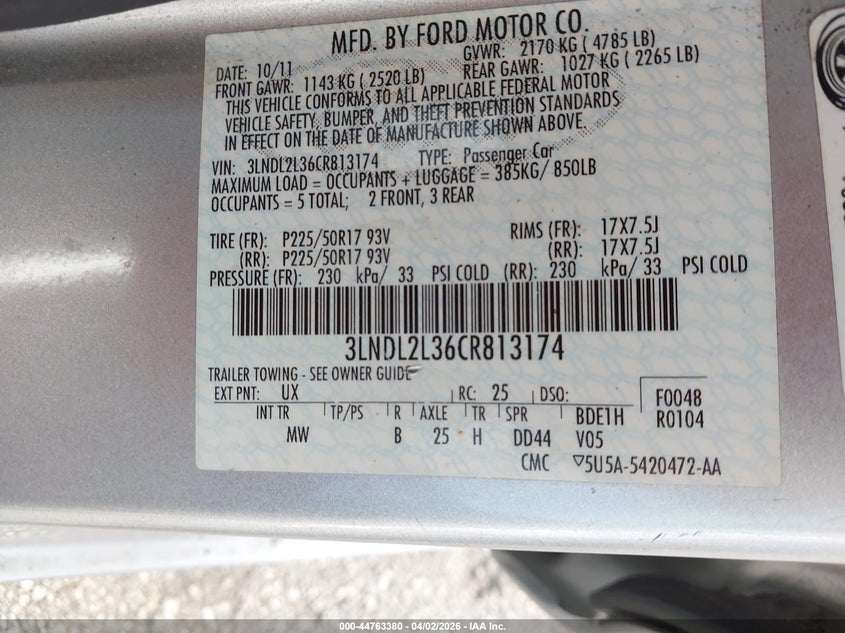 MFD. BY FORD MOTOR CO.
DATE: 10/11 GVWR: 2170 KG ( 4785 LB)
FRONT GAWR: 1143 KG ( 2520 LB) REAR GAWR: 1027 KG ( 2265 LB)
THIS VEHICLE CONFORMS TO ALL APPLICABLE FEDERAL MOTOR
VEHICLE SAFETY, BUMPER, AND THEFT PREVENTION STANDARDS
IN EFFECT ON THE DATE OF MANUFACTURE SHOWN ABOVE.
VIN: 3LNDL2L36CR813174 TYPE: Passenger Car
MAXIMUM LOAD = OCCUPANTS + LUGGAGE = 385KG/ 850LB
OCCUPANTS = 5 TOTAL; 2 FRONT, 3 REAR
TIRE (FR): P225/50R17 93V RIMS (FR): 17X7.5J
(RR): P225/50R17 93V (RR): 17X7.5J
PRESSURE (FR): 230 kPa/ 33 PSI COLD (RR): 230 kPa/ 33 PSI COLD
3LNDL2L36CR813174
TRAILER TOWING - SEE OWNER GUIDE
EXT PNT: UX RC: 25 DSO: F0048
INT TR TP/PS R AXLE TR SPR BDE1H R0104
MW B 25 H DD44 V05
CMC ▽5U5A-5420472-AA
000-44763380 - 04/02/2026 - IAA Inc.